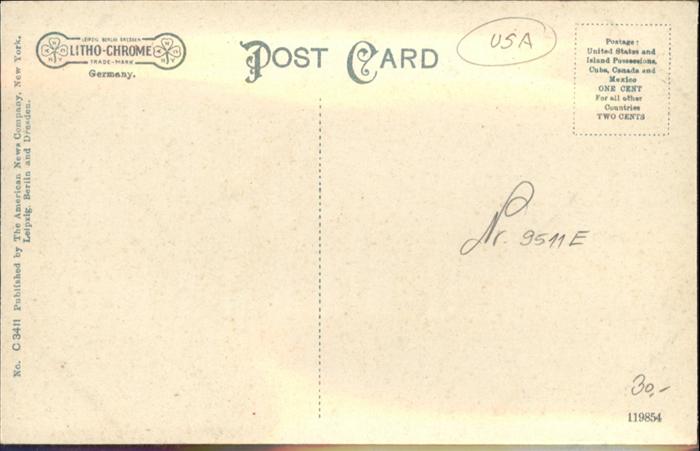 LEIPZIG BERLIN DRESDEN
LITHO-CHROME
TRADE-MARK
Germany.
POST CARD
USA
Postage:
United States and
Island Possessions,
Cuba, Canada and
Mexico
ONE CENT
For all other
Countries
TWO CENTS
No. C 3411 Published by The American News Company, New York,
Leipzig, Berlin and Dresden.
Nr. 9511E
30,-
119854